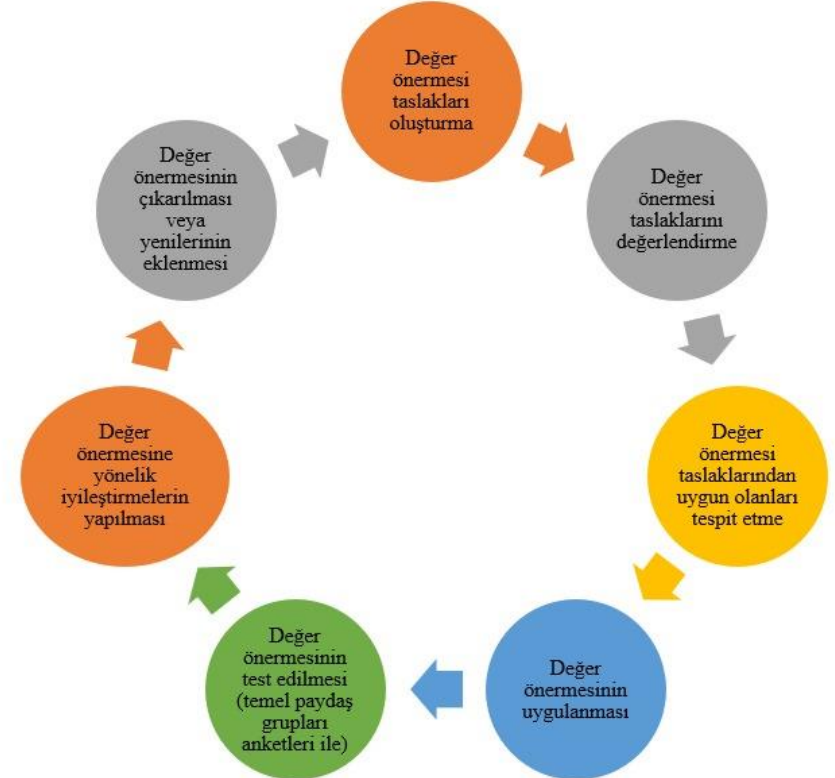 Değer
önermesi
taslakları
oluşturma
Değer
önermesi
taslaklarını
değerlendirme
Değer
önermesi
taslaklarından
uygun olanları
tespit etme
Değer
önermesinin
uygulanması
Değer
önermesinin
test edilmesi
(temel paydaş
grupları
anketleri ile)
Değer
önermesine
yönelik
iyileştirmelerin
yapılması
Değer
önermesinin
çıkarılması
veya
yenilerinin
eklenmesi